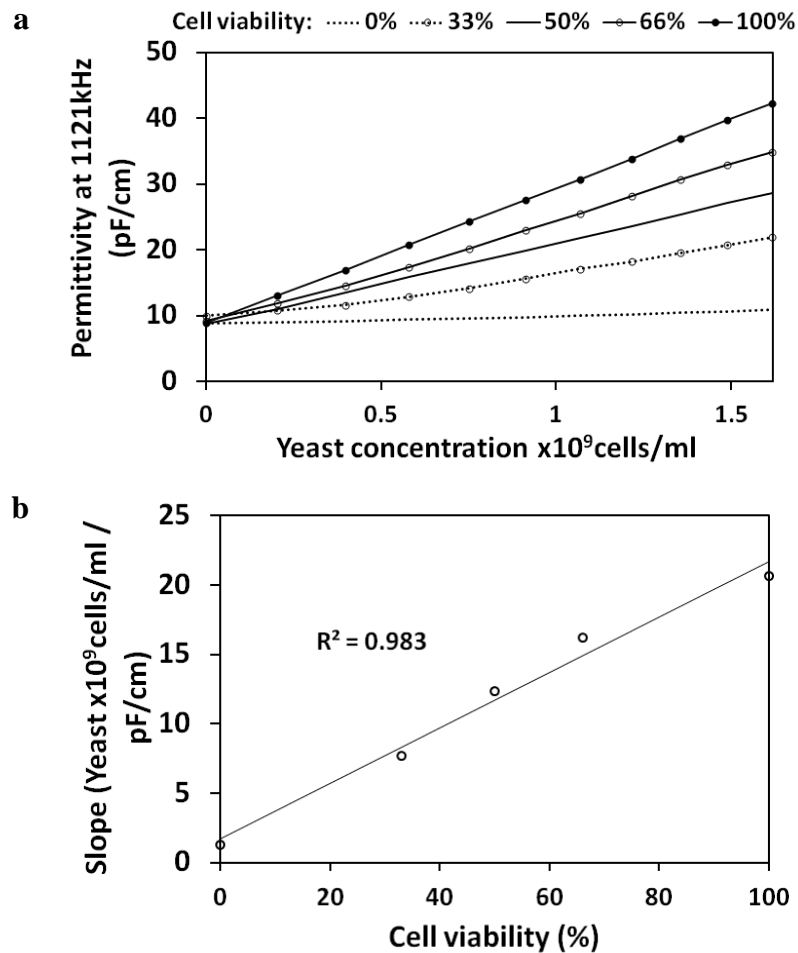 a
Cell viability: 0% 33% 50% 66% 100%
Permittivity at 1121kHz
(pF/cm)
50
40
30
20
10
0
0 0.5 1 1.5
Yeast concentration x10⁹cells/ml
b
Slope (Yeast x10⁹cells/ml /
pF/cm)
25
20
15
10
5
0
R² = 0.983
0 20 40 60 80 100
Cell viability (%)